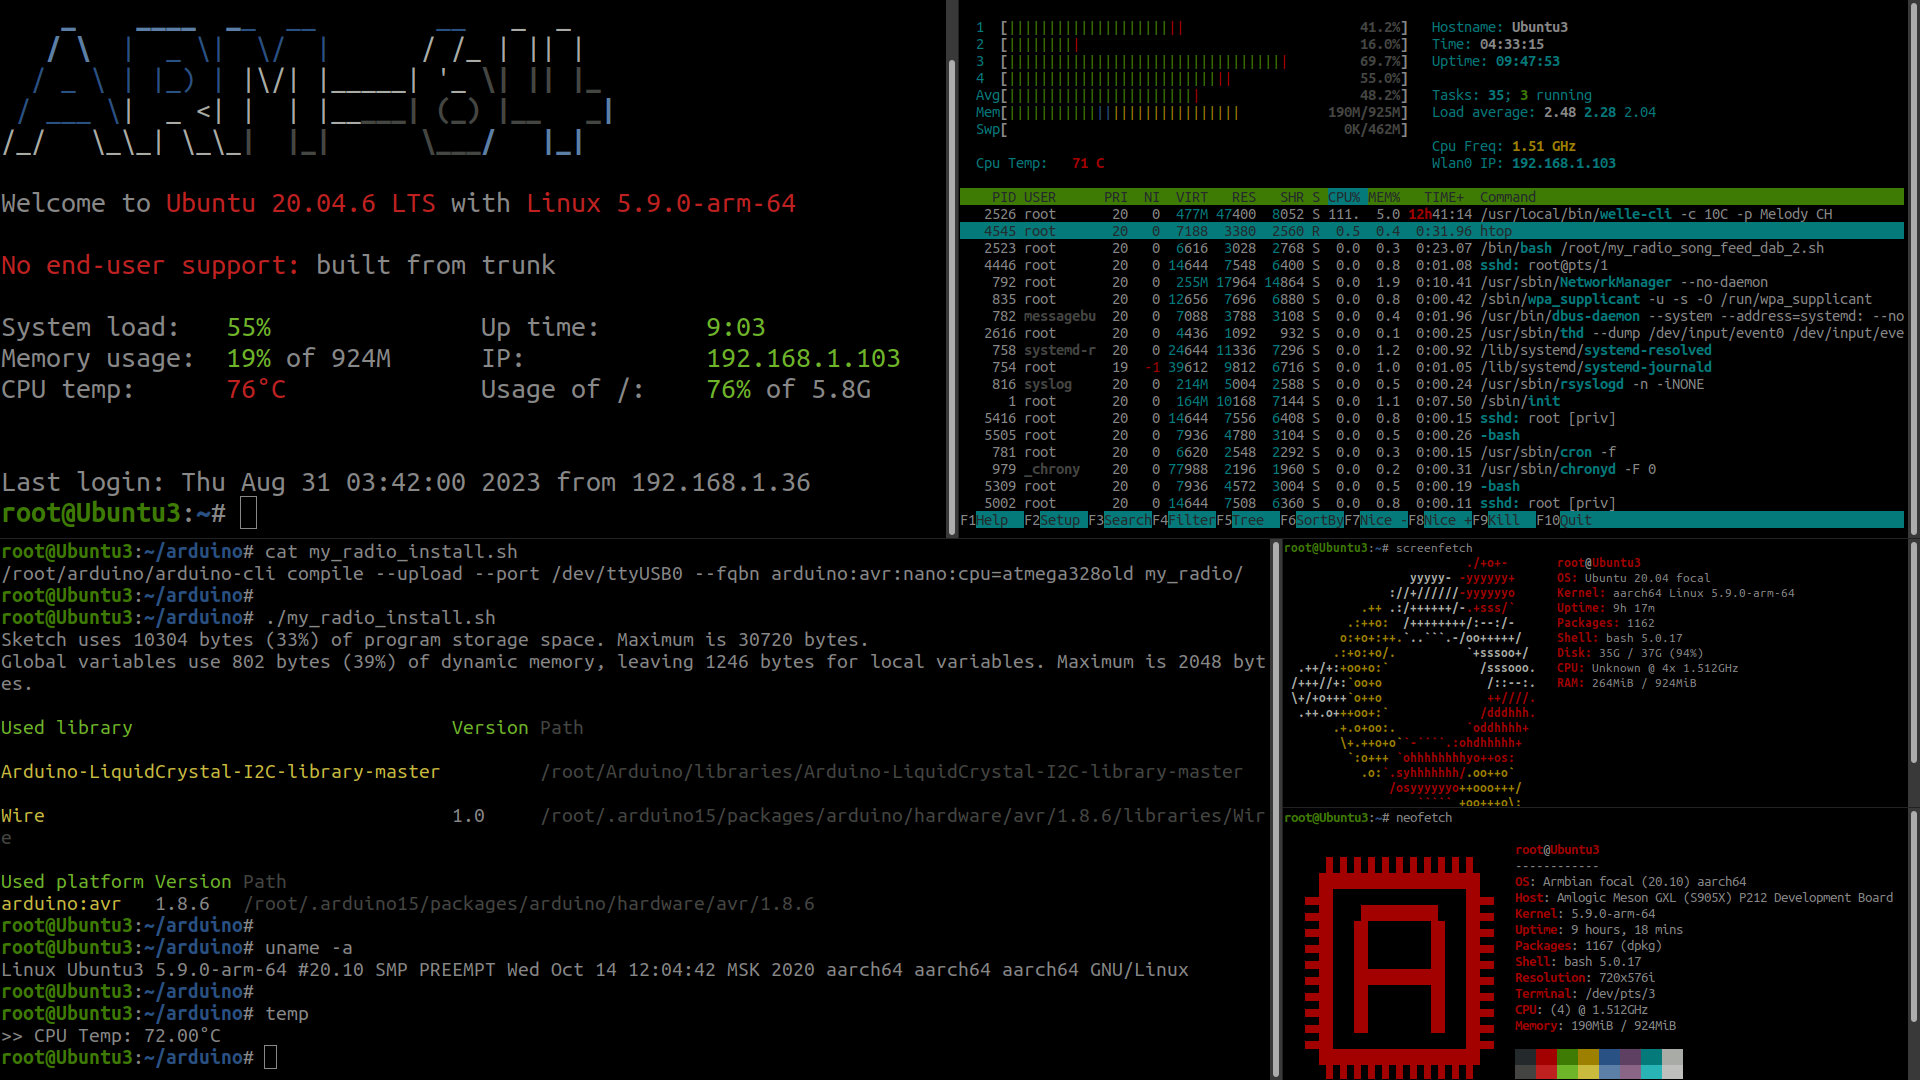 Welcome to Ubuntu 20.04.6 LTS with Linux 5.9.0-arm-64
No end-user support: built from trunk
System load: 55% Up time: 9:03
Memory usage: 19% of 924M IP: 192.168.1.103
CPU temp: 76°C Usage of /: 76% of 5.8G
Last login: Thu Aug 31 03:42:00 2023 from 192.168.1.36
root@Ubuntu3:~#
1 [ 41.2%]
2 [ 16.0%]
3 [ 69.7%]
4 [ 55.0%]
Avg[ 48.2%]
Mem[ 190M/925M]
Swp[ 0K/462M]
Cpu Temp: 71 C
Hostname: Ubuntu3
Time: 04:33:15
Uptime: 09:47:53
Tasks: 35; 3 running
Load average: 2.48 2.28 2.04
Cpu Freq: 1.51 GHz
Wlan0 IP: 192.168.1.103
PID USER PRI NI VIRT RES SHR S CPU% MEM% TIME+ Command
2526 root 20 0 477M 47400 8052 S 111. 5.0 12h41:14 /usr/local/bin/welle-cli -c 10C -p Melody CH
4545 root 20 0 7188 3380 2560 R 0.5 0.4 0:31.96 htop
2523 root 20 0 6616 3028 2768 S 0.0 0.3 0:23.07 /bin/bash /root/my_radio_song_feed_dab_2.sh
4446 root 20 0 14644 7548 6400 S 0.0 0.8 0:01.08 sshd: root@pts/1
792 root 20 0 255M 17964 14864 S 0.0 1.9 0:10.41 /usr/sbin/NetworkManager --no-daemon
835 root 20 0 12656 7696 6880 S 0.0 0.8 0:00.42 /sbin/wpa_supplicant -u -s -O /run/wpa_supplicant
782 messagebu 20 0 7088 3788 3108 S 0.0 0.4 0:01.96 /usr/bin/dbus-daemon --system --address=systemd: --no
2616 root 20 0 4436 1092 932 S 0.0 0.1 0:00.25 /usr/sbin/thd --dump /dev/input/event0 /dev/input/eve
758 systemd-r 20 0 24644 11336 7296 S 0.0 1.2 0:00.92 /lib/systemd/systemd-resolved
754 root 19 -1 39612 9812 6716 S 0.0 1.0 0:01.05 /lib/systemd/systemd-journald
816 syslog 20 0 214M 5004 2588 S 0.0 0.5 0:00.24 /usr/sbin/rsyslogd -n -iNONE
1 root 20 0 164M 10168 7144 S 0.0 1.1 0:07.50 /sbin/init
5416 root 20 0 14644 7556 6408 S 0.0 0.8 0:00.15 sshd: root [priv]
5505 root 20 0 7936 4780 3104 S 0.0 0.5 0:00.26 -bash
781 root 20 0 6620 2548 2292 S 0.0 0.3 0:00.15 /usr/sbin/cron -f
979 _chrony 20 0 77988 2196 1960 S 0.0 0.2 0:00.31 /usr/sbin/chronyd -F 0
5309 root 20 0 7936 4572 3004 S 0.0 0.5 0:00.19 -bash
5002 root 20 0 14644 7508 6360 S 0.0 0.8 0:00.11 sshd: root [priv]
F1Help F2Setup F3SearchF4FilterF5Tree F6SortByF7Nice -F8Nice +F9Kill F10Quit
root@Ubuntu3:~/arduino# cat my_radio_install.sh
/root/arduino/arduino-cli compile --upload --port /dev/ttyUSB0 --fqbn arduino:avr:nano:cpu=atmega328old my_radio/
root@Ubuntu3:~/arduino#
root@Ubuntu3:~/arduino# ./my_radio_install.sh
Sketch uses 10304 bytes (33%) of program storage space. Maximum is 30720 bytes.
Global variables use 802 bytes (39%) of dynamic memory, leaving 1246 bytes for local variables. Maximum is 2048 byt
es.
Used library Version Path
Arduino-LiquidCrystal-I2C-library-master /root/Arduino/libraries/Arduino-LiquidCrystal-I2C-library-master
Wire 1.0 /root/.arduino15/packages/arduino/hardware/avr/1.8.6/libraries/Wir
e
Used platform Version Path
arduino:avr 1.8.6 /root/.arduino15/packages/arduino/hardware/avr/1.8.6
root@Ubuntu3:~/arduino#
root@Ubuntu3:~/arduino# uname -a
Linux Ubuntu3 5.9.0-arm-64 #20.10 SMP PREEMPT Wed Oct 14 12:04:42 MSK 2020 aarch64 aarch64 aarch64 GNU/Linux
root@Ubuntu3:~/arduino#
root@Ubuntu3:~/arduino# temp
>> CPU Temp: 72.00°C
root@Ubuntu3:~/arduino#
root@Ubuntu3:~# screenfetch
root@Ubuntu3
OS: Ubuntu 20.04 focal
Kernel: aarch64 Linux 5.9.0-arm-64
Uptime: 9h 17m
Packages: 1162
Shell: bash 5.0.17
Disk: 35G / 37G (94%)
CPU: Unknown @ 4x 1.512GHz
RAM: 264MiB / 924MiB
root@Ubuntu3:~# neofetch
root@Ubuntu3
------------
OS: Armbian focal (20.10) aarch64
Host: Amlogic Meson GXL (S905X) P212 Development Board
Kernel: 5.9.0-arm-64
Uptime: 9 hours, 18 mins
Packages: 1167 (dpkg)
Shell: bash 5.0.17
Resolution: 720x576i
Terminal: /dev/pts/3
CPU: (4) @ 1.512GHz
Memory: 190MiB / 924MiB